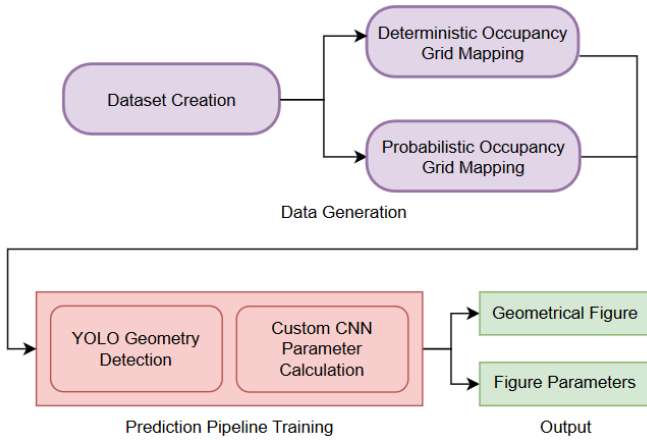 Deterministic Occupancy
Grid Mapping
Dataset Creation
Probabilistic Occupancy
Grid Mapping
Data Generation
YOLO Geometry
Detection
Custom CNN
Parameter
Calculation
Geometrical Figure
Figure Parameters
Prediction Pipeline Training
Output